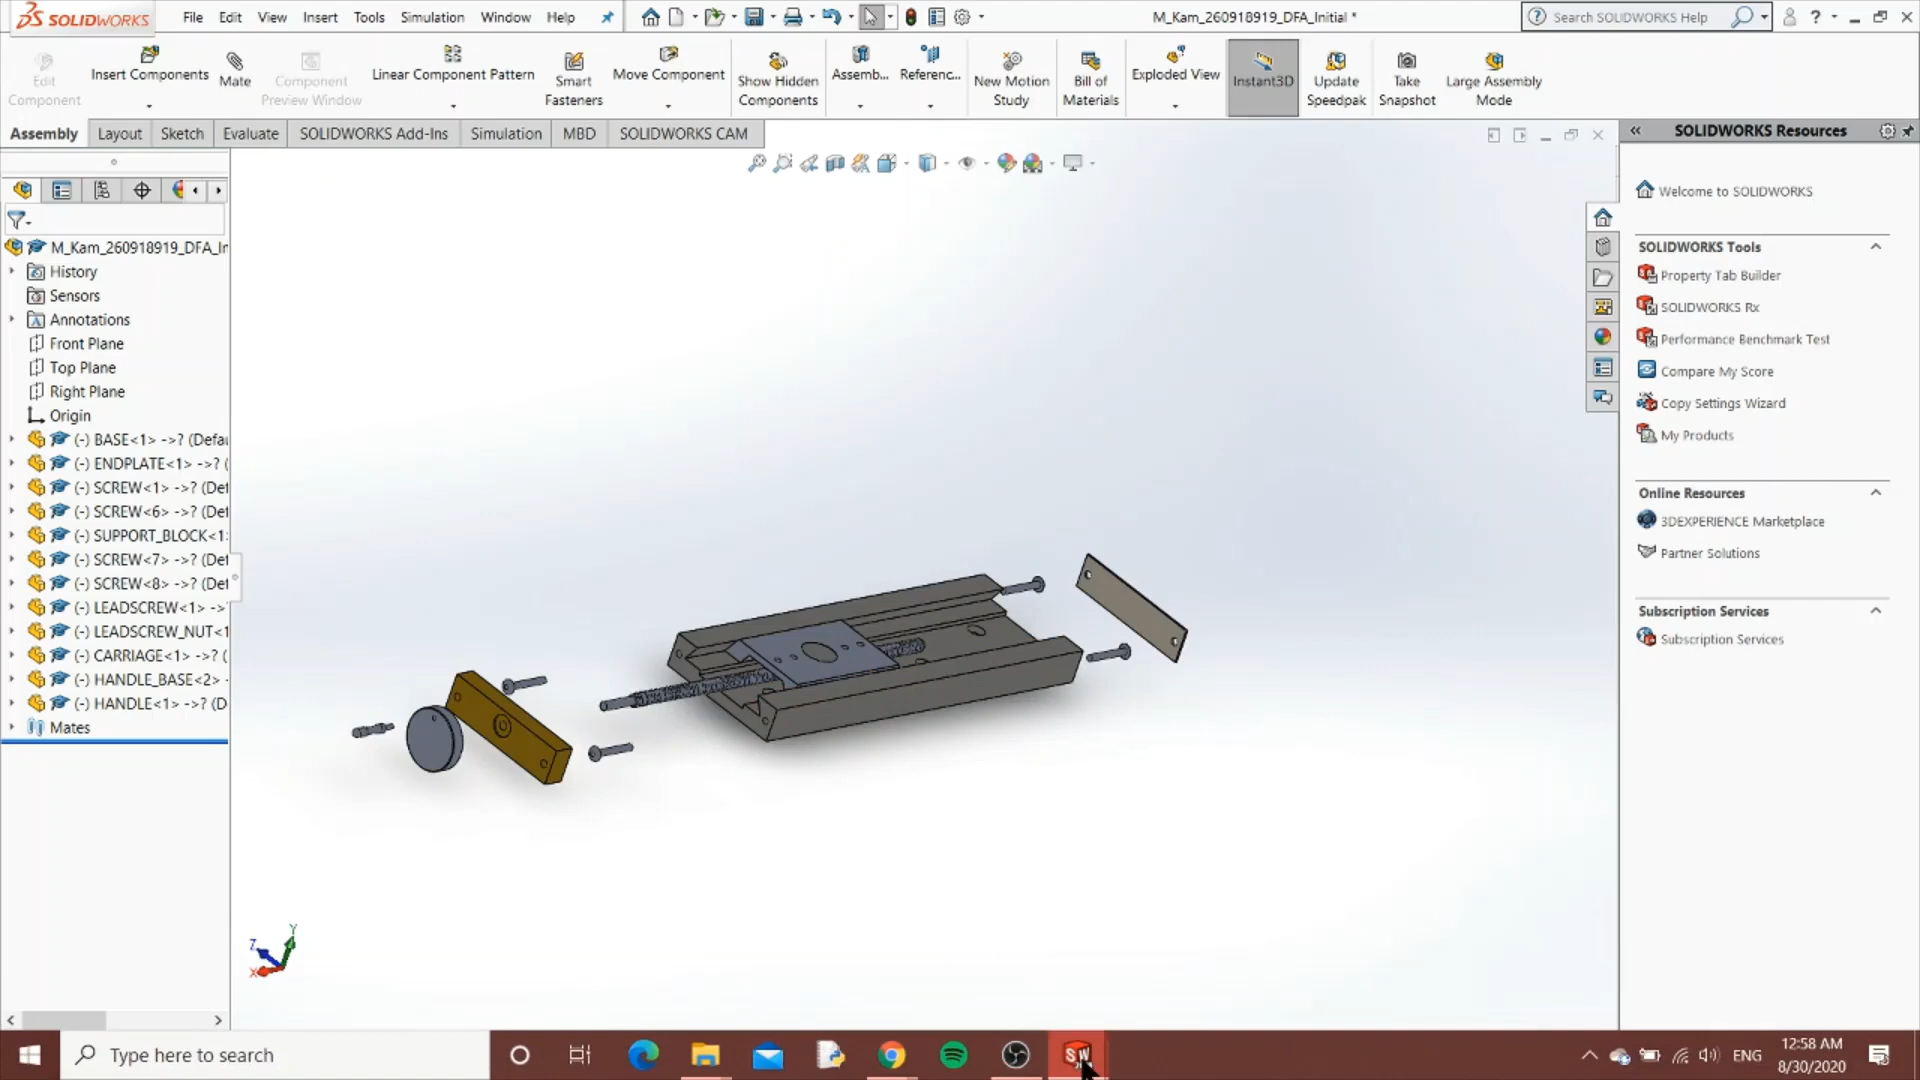 SOLIDWORKS File Edit View Insert Tools Simulation Window Help M_Kam_260918919_DFA_Initial * Search SOLIDWORKS Help ?
Edit Component
Insert Components
Mate
Component Preview Window
Linear Component Pattern
Smart Fasteners
Move Component
Show Hidden Components
Assemb...
Referenc...
New Motion Study
Bill of Materials
Exploded View
Instant3D
Update Speedpak
Take Snapshot
Large Assembly Mode
Assembly Layout Sketch Evaluate SOLIDWORKS Add-Ins Simulation MBD SOLIDWORKS CAM
M_Kam_260918919_DFA_Ir
History
Sensors
Annotations
Front Plane
Top Plane
Right Plane
Origin
(-) BASE<1> ->? (Defau
(-) ENDPLATE<1> ->? (
(-) SCREW<1> ->? (Def
(-) SCREW<6> ->? (Def
(-) SUPPORT_BLOCK<1>
(-) SCREW<7> ->? (Def
(-) SCREW<8> ->? (Def
(-) LEADSCREW<1> ->
(-) LEADSCREW_NUT<1
(-) CARRIAGE<1> ->? (
(-) HANDLE_BASE<2> -
(-) HANDLE<1> ->? (D
Mates
Y
Z
X
SOLIDWORKS Resources
Welcome to SOLIDWORKS
SOLIDWORKS Tools
Property Tab Builder
SOLIDWORKS Rx
Performance Benchmark Test
Compare My Score
Copy Settings Wizard
My Products
Online Resources
3DEXPERIENCE Marketplace
Partner Solutions
Subscription Services
Subscription Services
Type here to search
SW
ENG
12:58 AM
8/30/2020